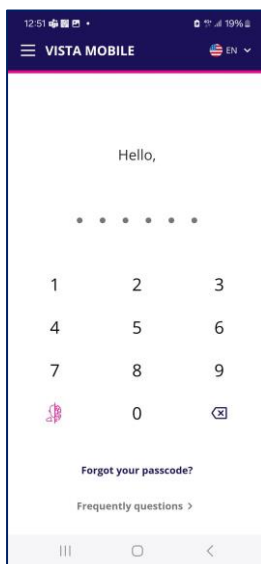 12:51 19%
VISTA MOBILE EN
Hello,
1 2 3
4 5 6
7 8 9
0
Forgot your passcode?
Frequently questions >